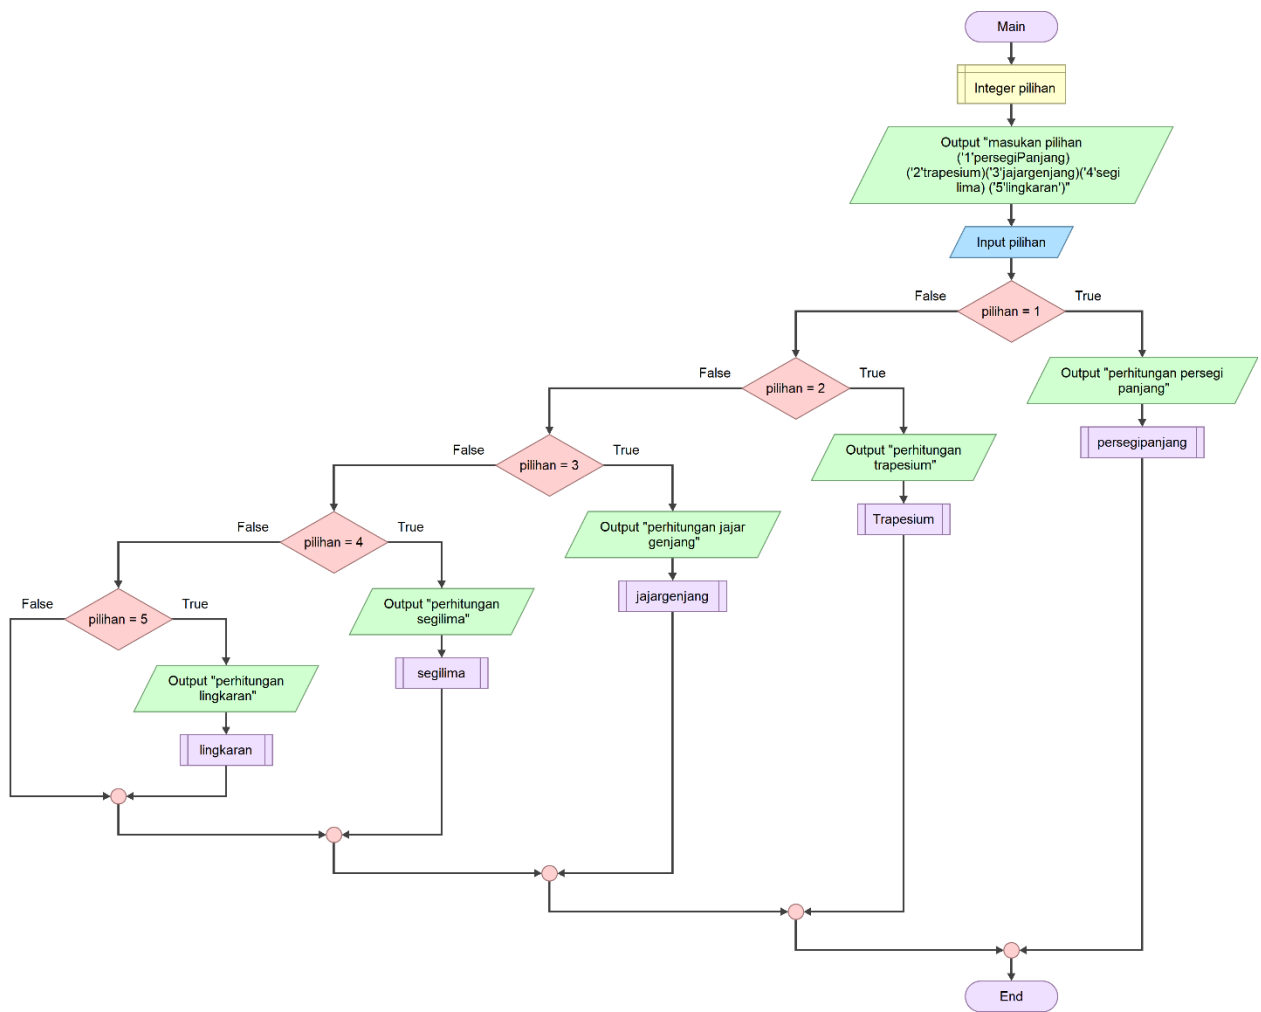 Main
Integer pilihan
Output "masukan pilihan
('1'persegiPanjang)
('2'trapesium)('3'jajargenjang)('4'segi
lima) ('5'lingkaran')"
Input pilihan
False
True
pilihan = 1
False
True
Output "perhitungan persegi
panjang"
pilihan = 2
persegipanjang
False
True
Output "perhitungan
trapesium"
pilihan = 3
Trapesium
False
True
Output "perhitungan jajar
genjang"
pilihan = 4
jajargenjang
False
True
Output "perhitungan
segilima"
pilihan = 5
segilima
Output "perhitungan
lingkaran"
lingkaran
End